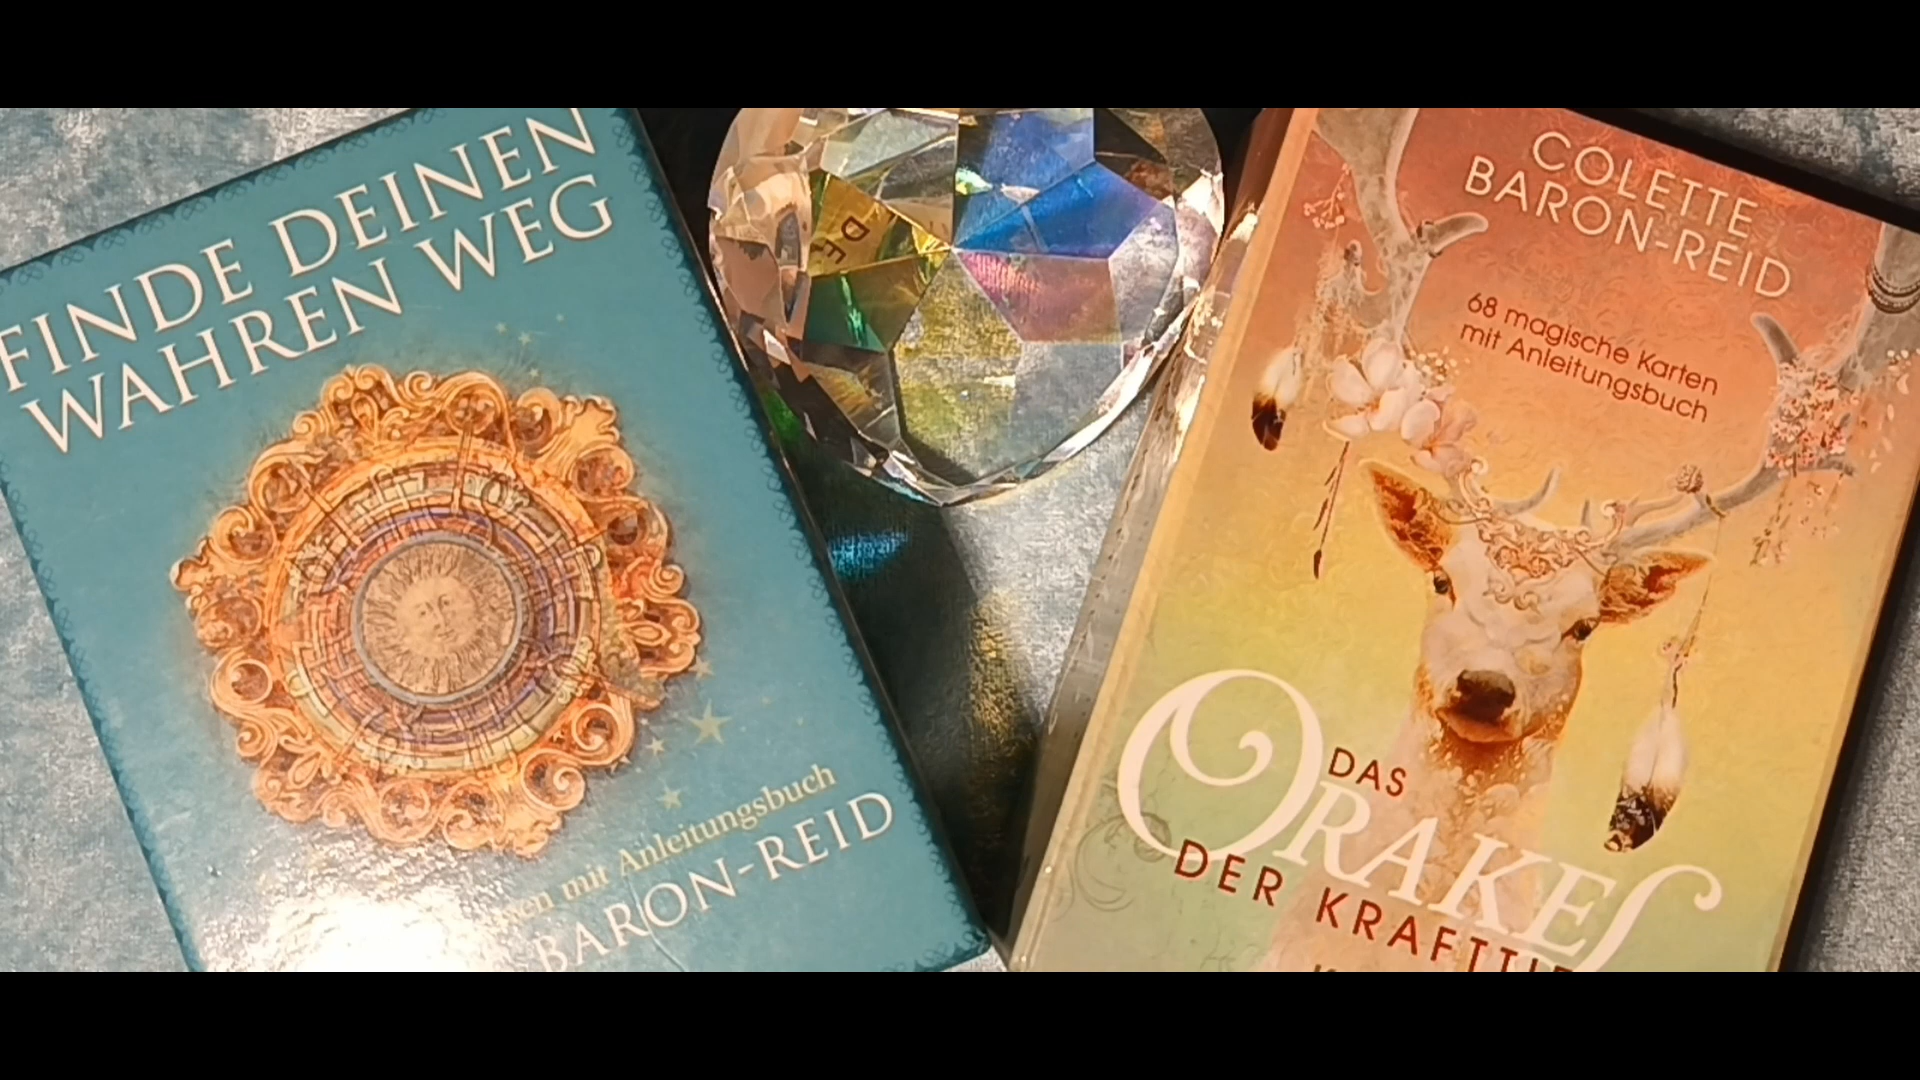 FINDE DEINEN
WAHREN WEG
mit Anleitungsbuch
BARON-REID
DE
COLETTE
BARON-REID
68 magische Karten
mit Anleitungsbuch
DAS
ORAKEL
DER